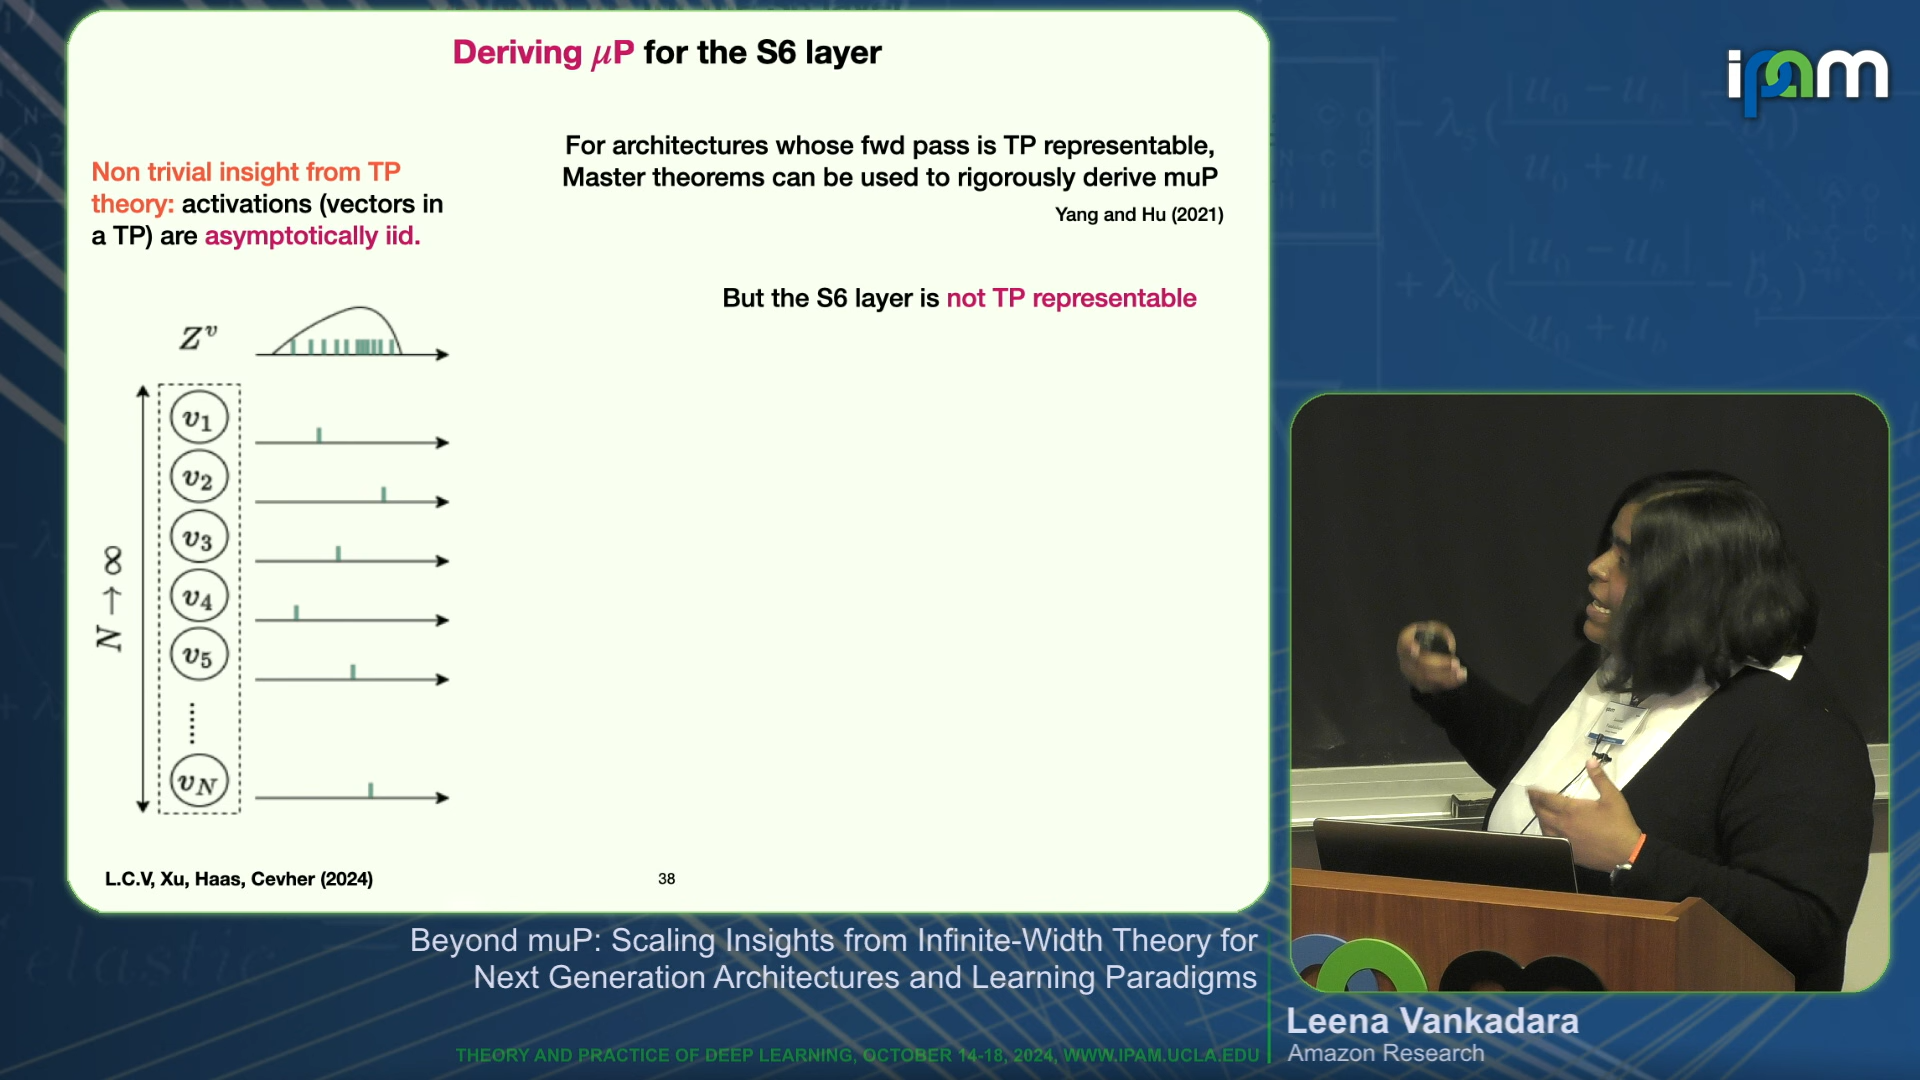 Deriving μP for the S6 layer
Non trivial insight from TP
theory: activations (vectors in
a TP) are asymptotically iid.
For architectures whose fwd pass is TP representable,
Master theorems can be used to rigorously derive muP
Yang and Hu (2021)
But the S6 layer is not TP representable
Zᵛ
N → ∞
v₁
v₂
v₃
v₄
v₅
v_N
L.C.V, Xu, Haas, Cevher (2024)
38
ipam
Beyond muP: Scaling Insights from Infinite-Width Theory for
Next Generation Architectures and Learning Paradigms
THEORY AND PRACTICE OF DEEP LEARNING, OCTOBER 14-18, 2024, WWW.IPAM.UCLA.EDU
Leena Vankadara
Amazon Research